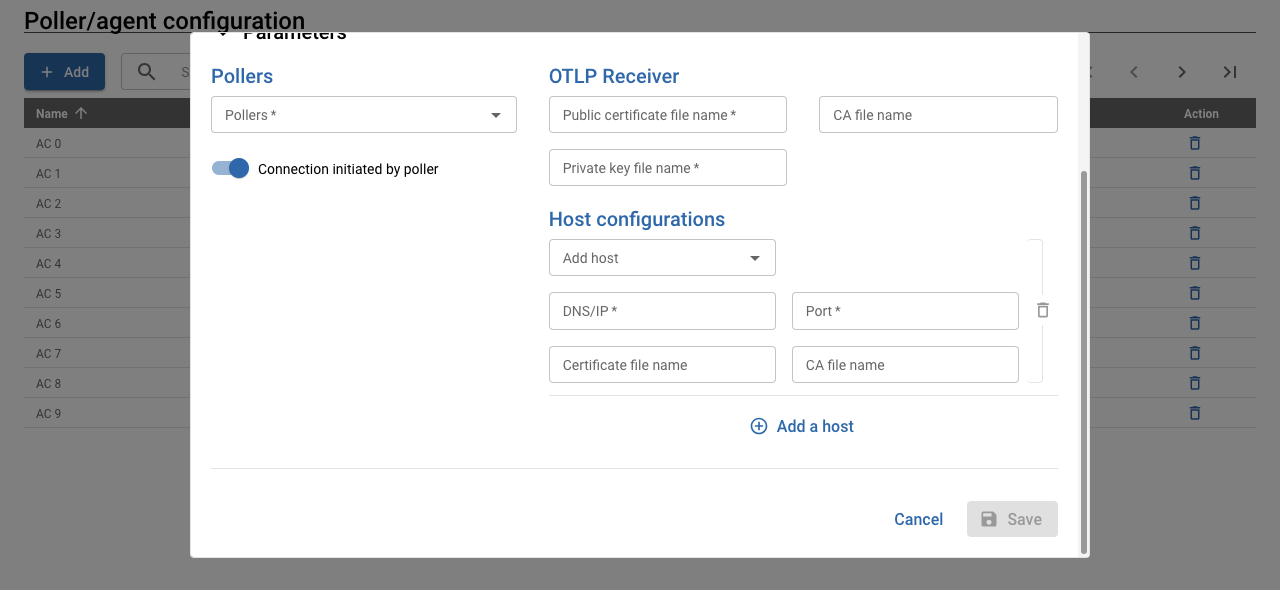 Poller/agent configuration
Parameters
Add
S
Name
Action
AC 0
AC 1
AC 2
AC 3
AC 4
AC 5
AC 6
AC 7
AC 8
AC 9
Pollers
Pollers *
Connection initiated by poller
OTLP Receiver
Public certificate file name *
CA file name
Private key file name *
Host configurations
Add host
DNS/IP *
Port *
Certificate file name
CA file name
Add a host
Cancel
Save